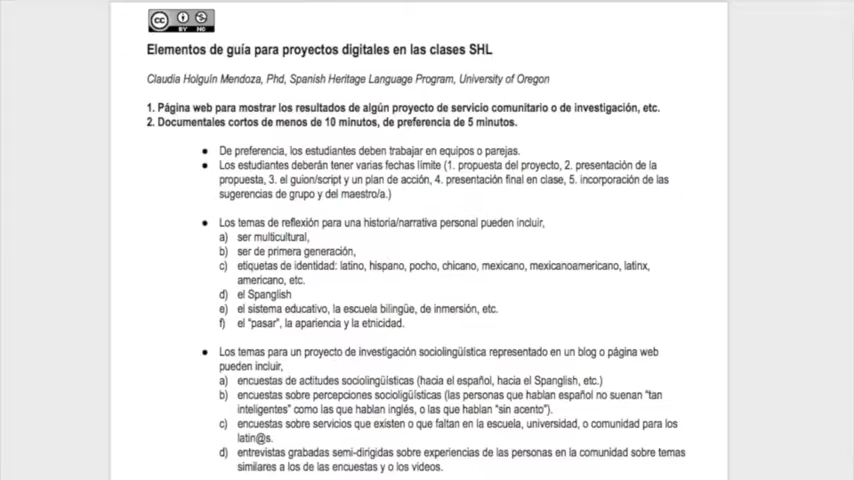 cc BY NC
Elementos de guía para proyectos digitales en las clases SHL
Claudia Holguín Mendoza, Phd, Spanish Heritage Language Program, University of Oregon
1. Página web para mostrar los resultados de algún proyecto de servicio comunitario o de investigación, etc.
2. Documentales cortos de menos de 10 minutos, de preferencia de 5 minutos.
● De preferencia, los estudiantes deben trabajar en equipos o parejas.
● Los estudiantes deberán tener varias fechas límite (1. propuesta del proyecto, 2. presentación de la
propuesta, 3. el guion/script y un plan de acción, 4. presentación final en clase, 5. incorporación de las
sugerencias de grupo y del maestro/a.)
● Los temas de reflexión para una historia/narrativa personal pueden incluir,
a) ser multicultural,
b) ser de primera generación,
c) etiquetas de identidad: latino, hispano, pocho, chicano, mexicano, mexicanoamericano, latinx,
americano, etc.
d) el Spanglish
e) el sistema educativo, la escuela bilingüe, de inmersión, etc.
f) el "pasar", la apariencia y la etnicidad.
● Los temas para un proyecto de investigación sociolingüística representado en un blog o página web
pueden incluir,
a) encuestas de actitudes sociolingüísticas (hacia el español, hacia el Spanglish, etc.)
b) encuestas sobre percepciones socioligüísticas (las personas que hablan español no suenan "tan
inteligentes" como las que hablan inglés, o las que hablan "sin acento").
c) encuestas sobre servicios que existen o que faltan en la escuela, universidad, o comunidad para los
latin@s.
d) entrevistas grabadas semi-dirigidas sobre experiencias de las personas en la comunidad sobre temas
similares a los de las encuestas y o los videos.